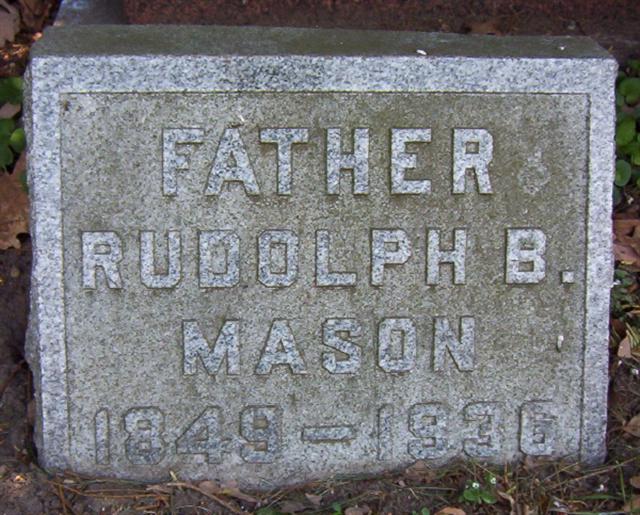 FATHER
RUDOLPH B.
MASON
1849-1936